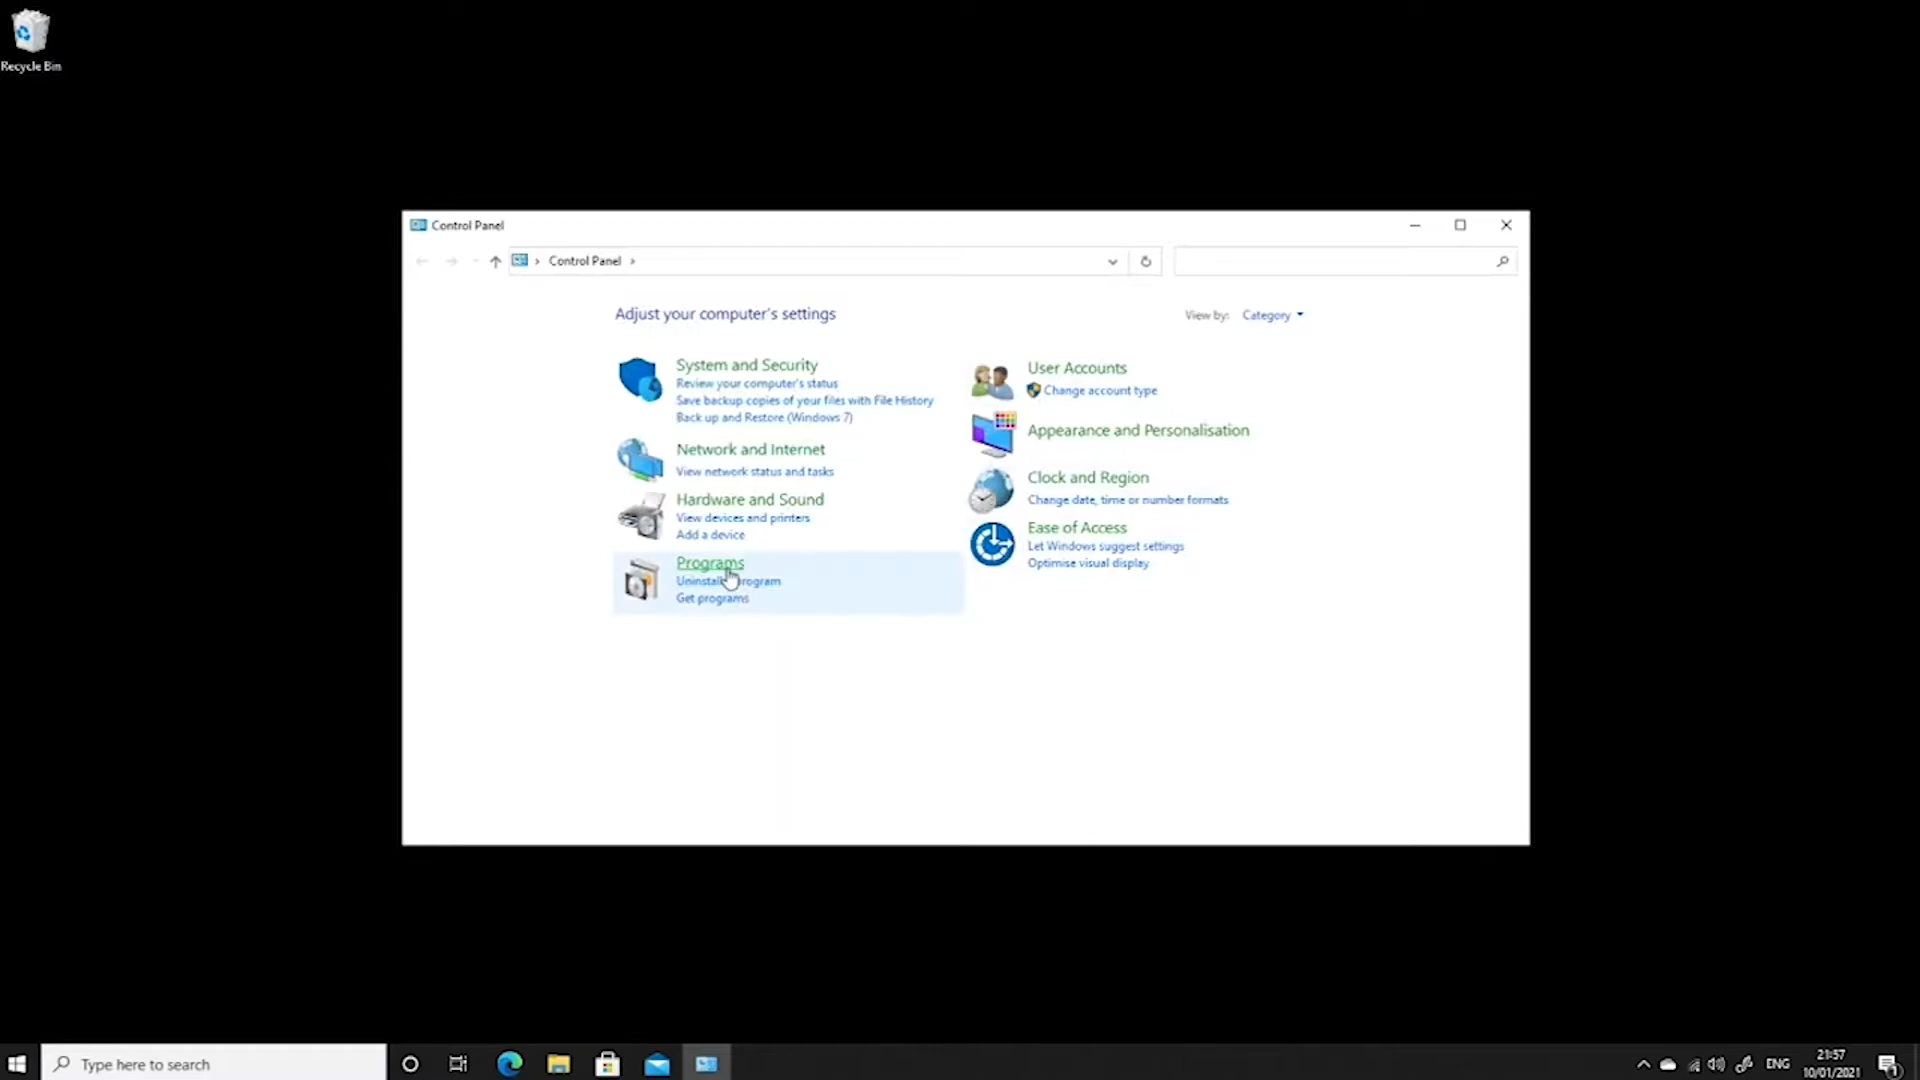 Recycle Bin
Control Panel
Control Panel
Adjust your computer's settings
View by: Category
System and Security
Review your computer's status
Save backup copies of your files with File History
Back up and Restore (Windows 7)
Network and Internet
View network status and tasks
Hardware and Sound
View devices and printers
Add a device
Programs
Uninstall program
Get programs
User Accounts
Change account type
Appearance and Personalisation
Clock and Region
Change date, time or number formats
Ease of Access
Let Windows suggest settings
Optimise visual display
Type here to search
ENG
21:57
10/01/2021
1